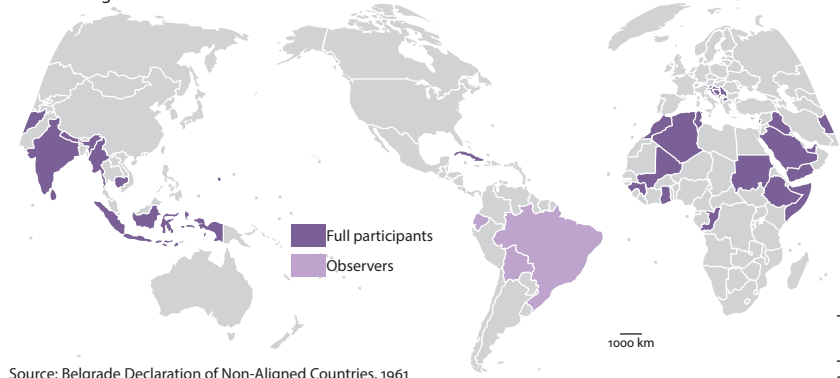 Full participants
Observers
1000 km
Source: Belgrade Declaration of Non-Aligned Countries, 1961